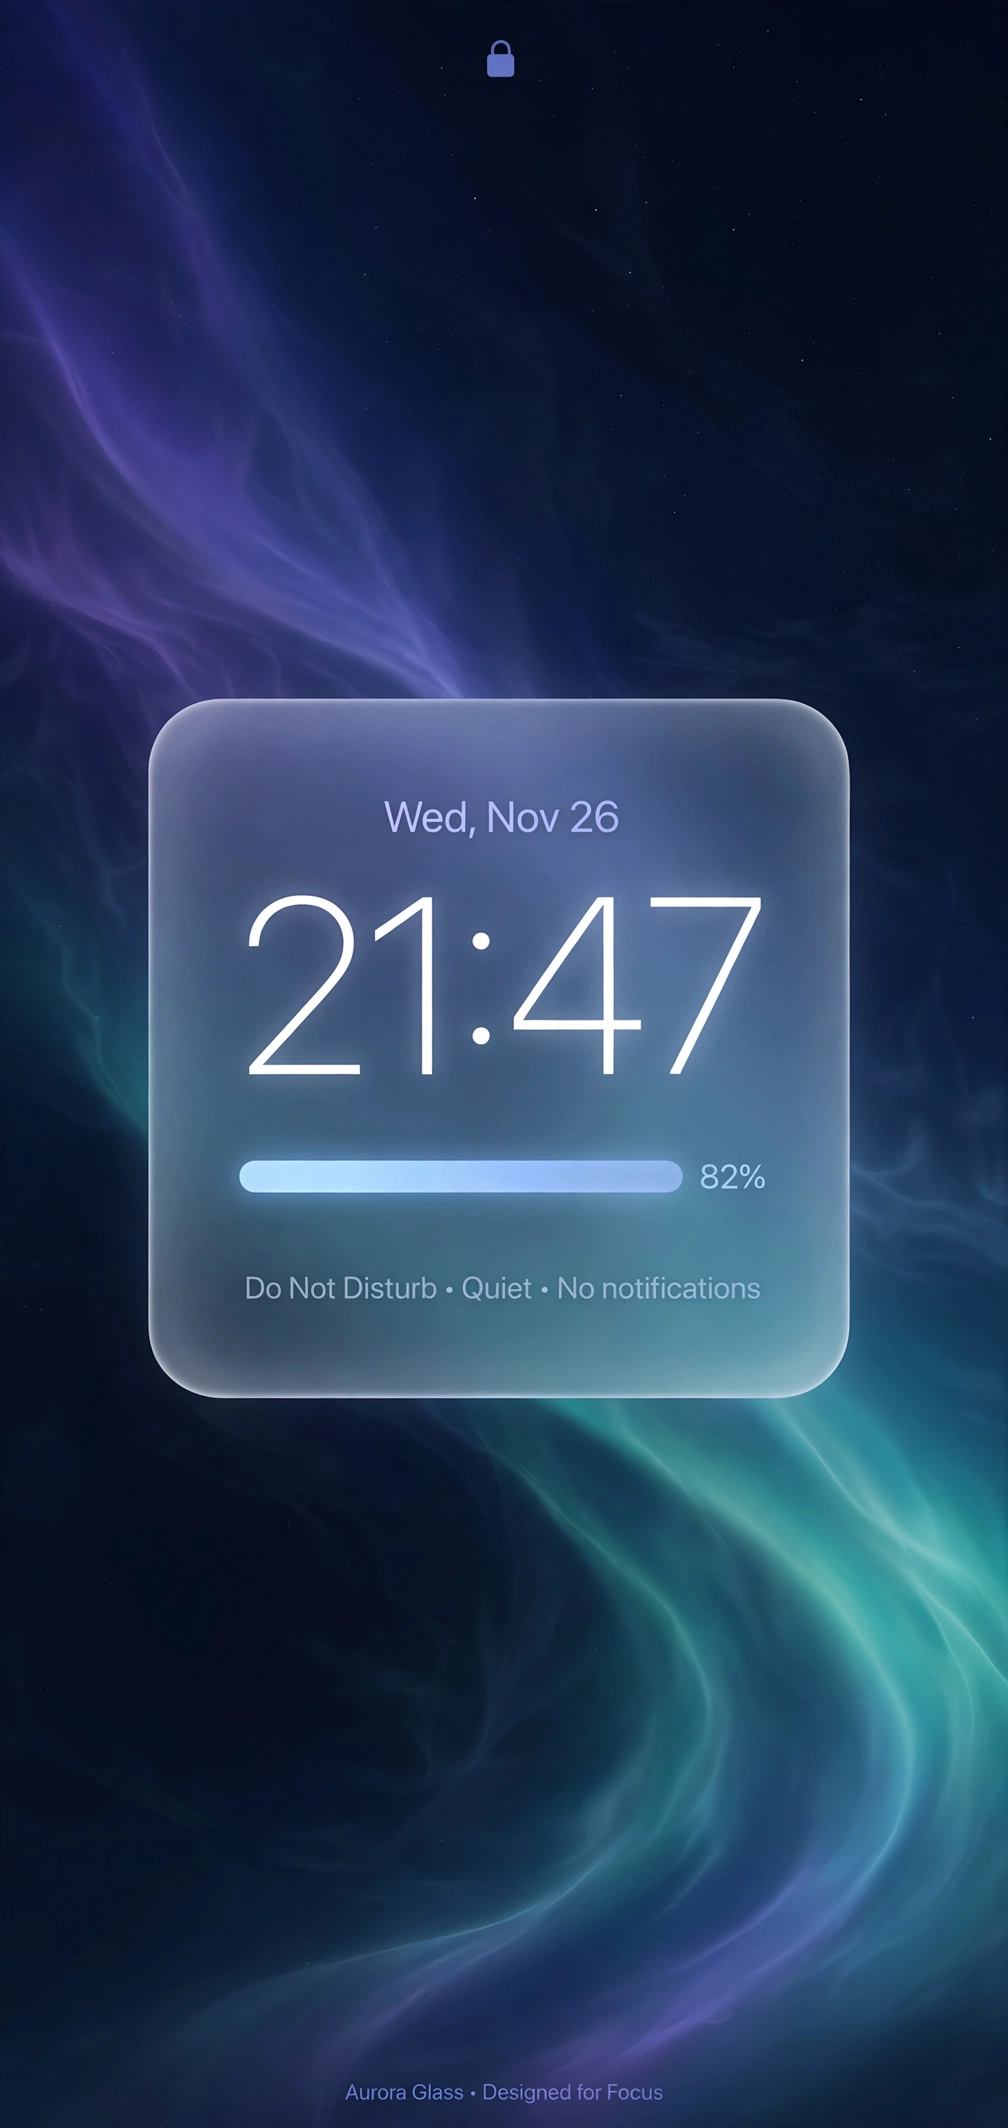 Wed, Nov 26
21:47
82%
Do Not Disturb • Quiet • No notifications
Aurora Glass • Designed for Focus